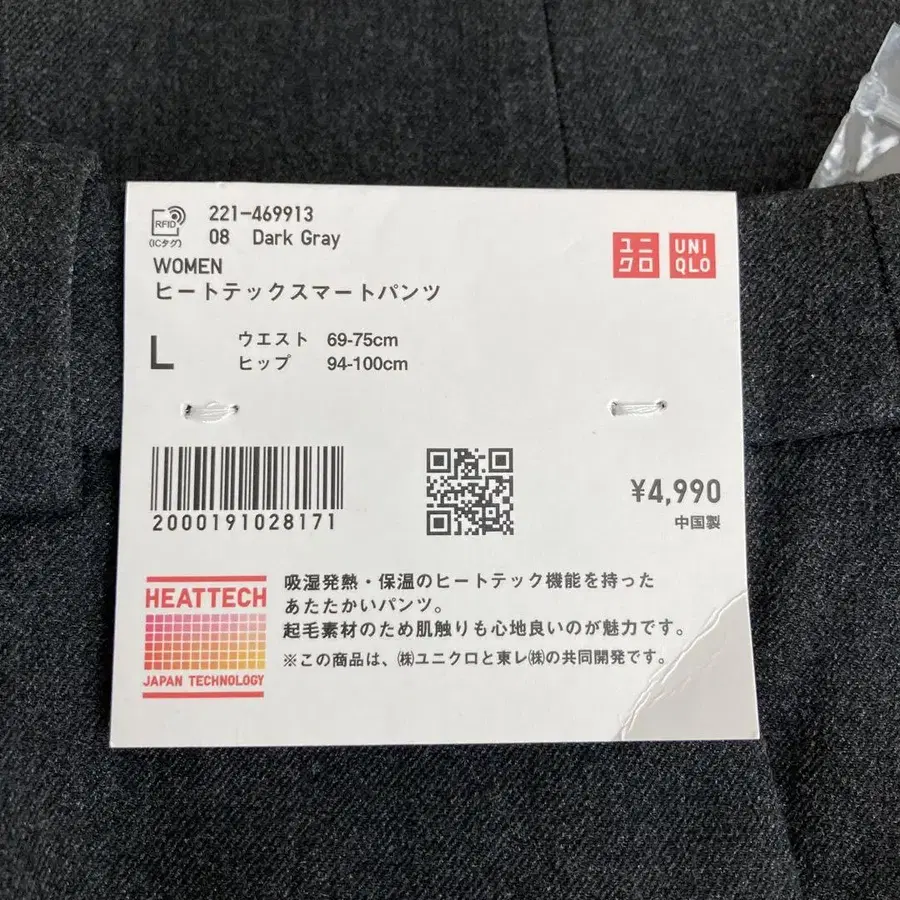 RFID
(ICタグ)
221-469913
08 Dark Gray
ユニ
クロ
UNI
QLO
WOMEN
ヒートテックスマートパンツ
L
ウエスト 69-75cm
ヒップ 94-100cm
2000191028171
¥4,990
中国製
HEATTECH
JAPAN TECHNOLOGY
吸湿発熱・保温のヒートテック機能を持った
あたたかいパンツ。
起毛素材のため肌触りも心地良いのが魅力です。
※この商品は、㈱ユニクロと東レ㈱の共同開発です。